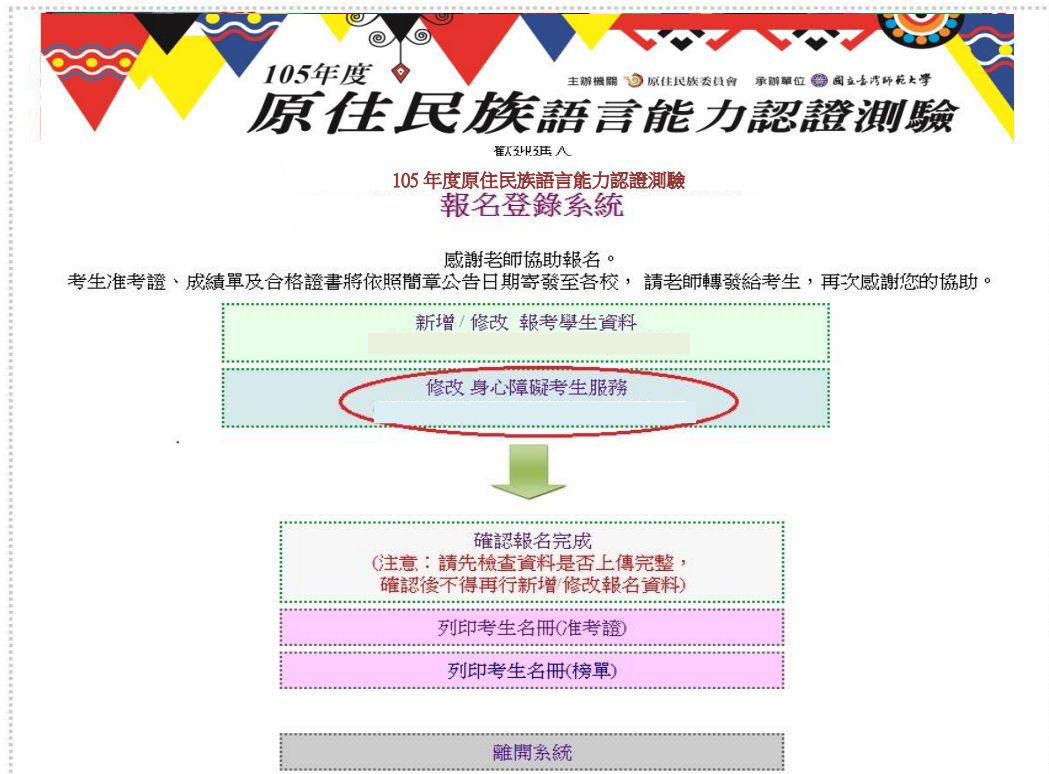 105年度
主辦機關 原住民族委員會 承辦單位 國立臺灣師範大學
原住民族語言能力認證測驗
歡迎進入
105 年度原住民族語言能力認證測驗
報名登錄系統
感謝老師協助報名。
考生准考證、成績單及合格證書將依照簡章公告日期寄發至各校， 請老師轉發給考生，再次感謝您的協助。
新增 / 修改 報考學生資料
修改 身心障礙考生服務
確認報名完成
(注意：請先檢查資料是否上傳完整，
確認後不得再行新增/修改報名資料)
列印考生名冊(准考證)
列印考生名冊(榜單)
離開系統